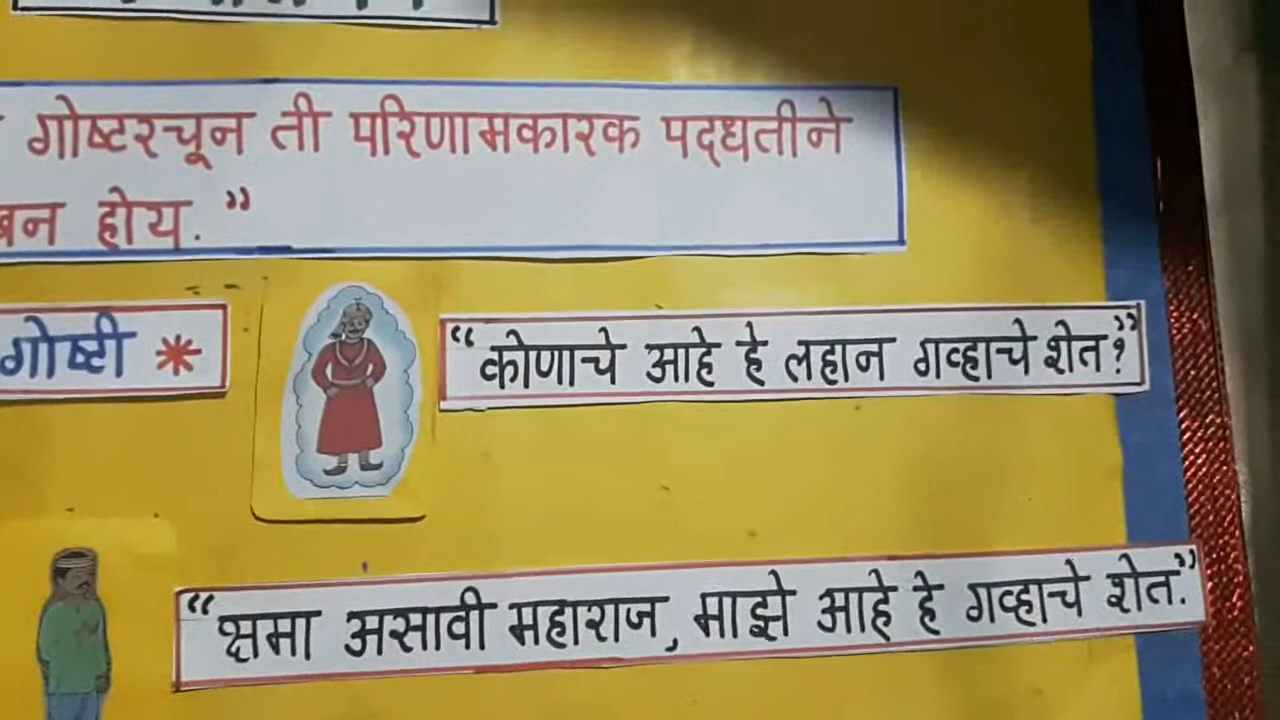 गोष्टरचून ती परिणामकारक पद्धतीने
होय.”
गोष्टी *
“कोणाचे आहे हे लहान गव्हाचे शेत?”
“क्षमा असावी महाराज, माझे आहे हे गव्हाचे शेत.”